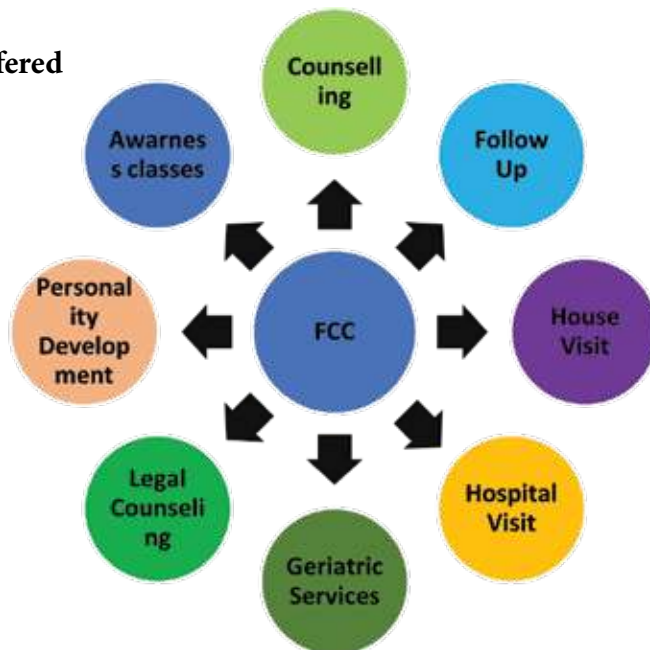 fered
Counsell
ing
Awarnes
s classes
Follow
Up
Personal
ity
Develop
ment
FCC
House
Visit
Legal
Counseli
ng
Hospital
Visit
Geriatric
Services